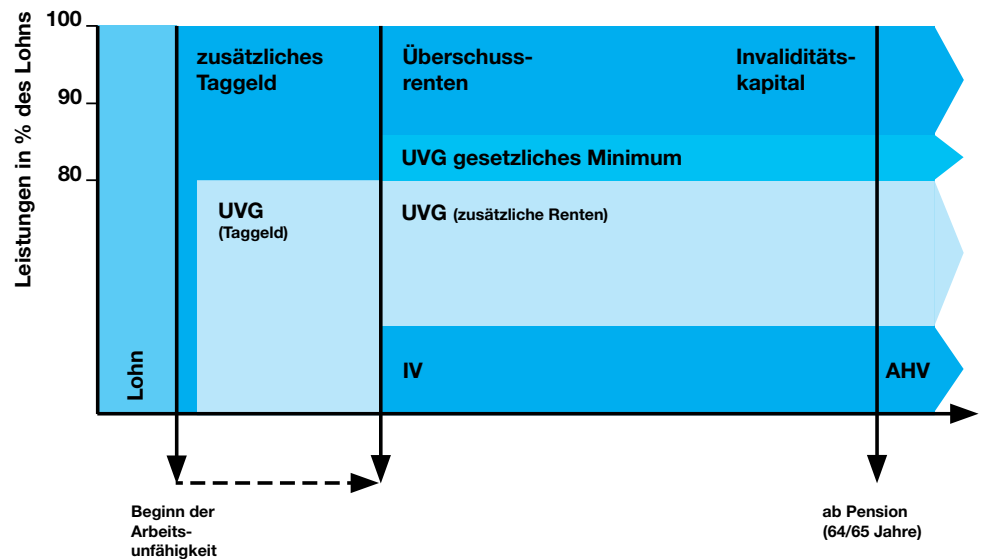 Leistungen in % des Lohns
100
90
80
Lohn
zusätzliches
Taggeld
UVG
(Taggeld)
Überschuss-
renten
Invaliditäts-
kapital
UVG gesetzliches Minimum
UVG (zusätzliche Renten)
IV
AHV
Beginn der
Arbeits-
unfähigkeit
ab Pension
(64/65 Jahre)